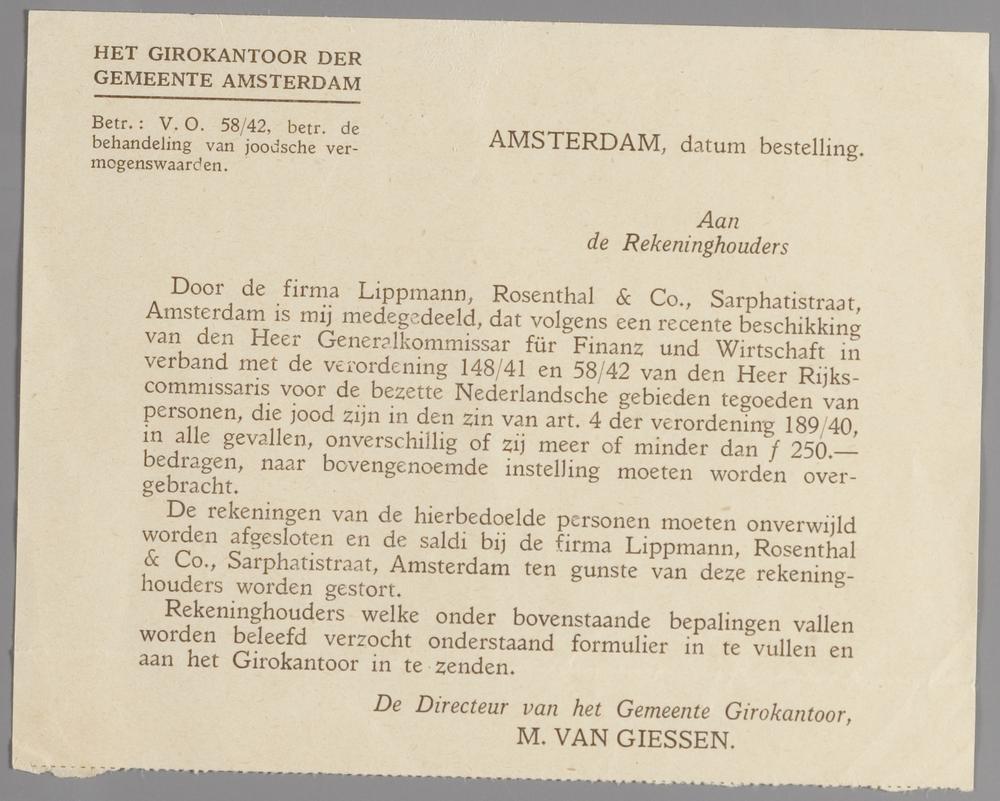 HET GIROKANTOOR DER
GEMEENTE AMSTERDAM
Betr.: V. O. 58/42, betr. de
behandeling van joodsche ver-
mogenswaarden.
AMSTERDAM, datum bestelling.
Aan
de Rekeninghouders
Door de firma Lippmann, Rosenthal & Co., Sarphatistraat,
Amsterdam is mij medegedeeld, dat volgens een recente beschikking
van den Heer Generalkommissar für Finanz und Wirtschaft in
verband met de verordening 148/41 en 58/42 van den Heer Rijks-
commissaris voor de bezette Nederlandsche gebieden tegoeden van
personen, die jood zijn in den zin van art. 4 der verordening 189/40,
in alle gevallen, onverschillig of zij meer of minder dan ƒ 250.—
bedragen, naar bovengenoemde instelling moeten worden over-
gebracht.
De rekeningen van de hierbedoelde personen moeten onverwijld
worden afgesloten en de saldi bij de firma Lippmann, Rosenthal
& Co., Sarphatistraat, Amsterdam ten gunste van deze rekening-
houders worden gestort.
Rekeninghouders welke onder bovenstaande bepalingen vallen
worden beleefd verzocht onderstaand formulier in te vullen en
aan het Girokantoor in te zenden.
De Directeur van het Gemeente Girokantoor,
M. VAN GIESSEN.